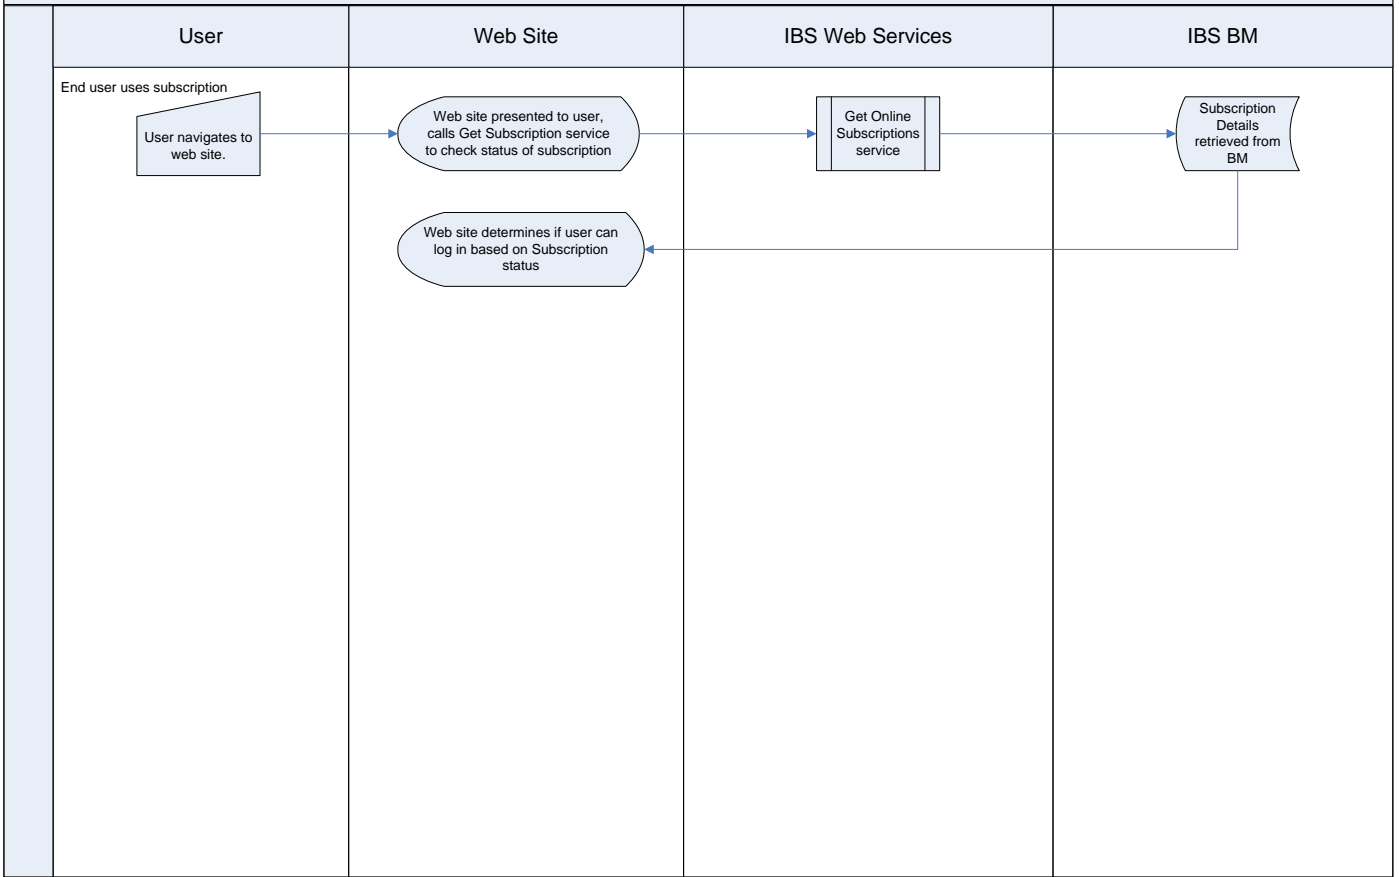 User
Web Site
IBS Web Services
IBS BM
End user uses subscription
User navigates to
web site.
Web site presented to user,
calls Get Subscription service
to check status of subscription
Get Online
Subscriptions
service
Subscription
Details
retrieved from
BM
Web site determines if user can
log in based on Subscription
status